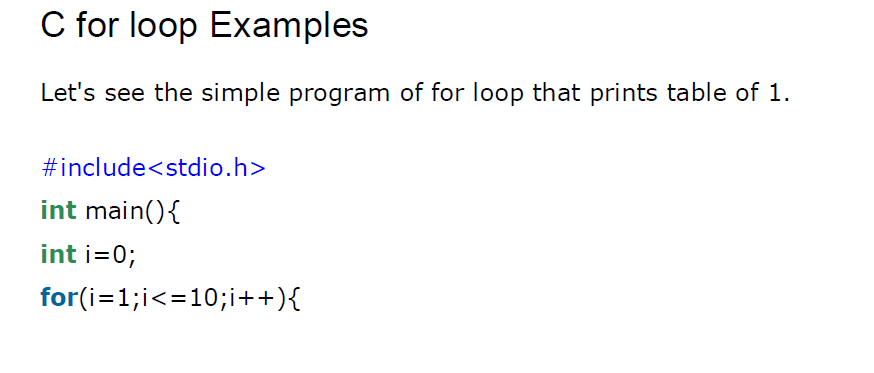 C for loop Examples
Let's see the simple program of for loop that prints table of 1.
#include<stdio.h>
int main(){
int i=0;
for(i=1;i<=10;i++){